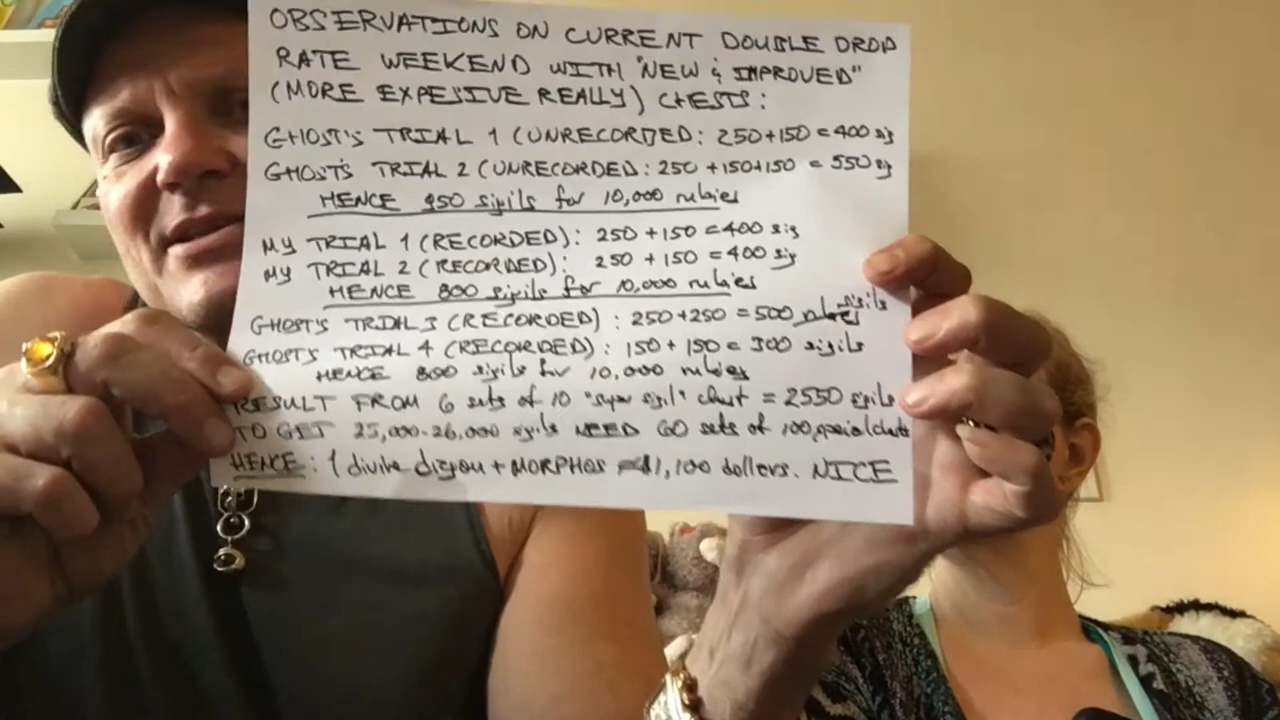 OBSERVATIONS ON CURRENT DOUBLE DROP
RATE WEEKEND WITH "NEW & IMPROVED"
(MORE EXPESIVE REALLY) CHESTS:
GHOST'S TRIAL 1 (UNRECORDED: 250+150=400 sig
GHOST'S TRIAL 2 (UNRECORDED: 250+150+150 = 550 sig
HENCE 950 sigils for 10,000 rubies
MY TRIAL 1 (RECORDED): 250+150=400 sig
MY TRIAL 2 (RECORDED): 250+150=400 sig
HENCE 800 sigils for 10,000 rubies
GHOST'S TRIAL 3 (RECORDED): 250+250=500 sigils
GHOST'S TRIAL 4 (RECORDED): 150+150=300 sigils
HENCE 800 sigils for 10,000 rubies
RESULT FROM 6 sets of 10 "super sigil" chest = 2550 sigils
TO GET 25,000-26,000 sigils NEED 60 sets of 100 special chests
HENCE: 1 divine dragon + MORPHOS 1,100 dollars. NICE